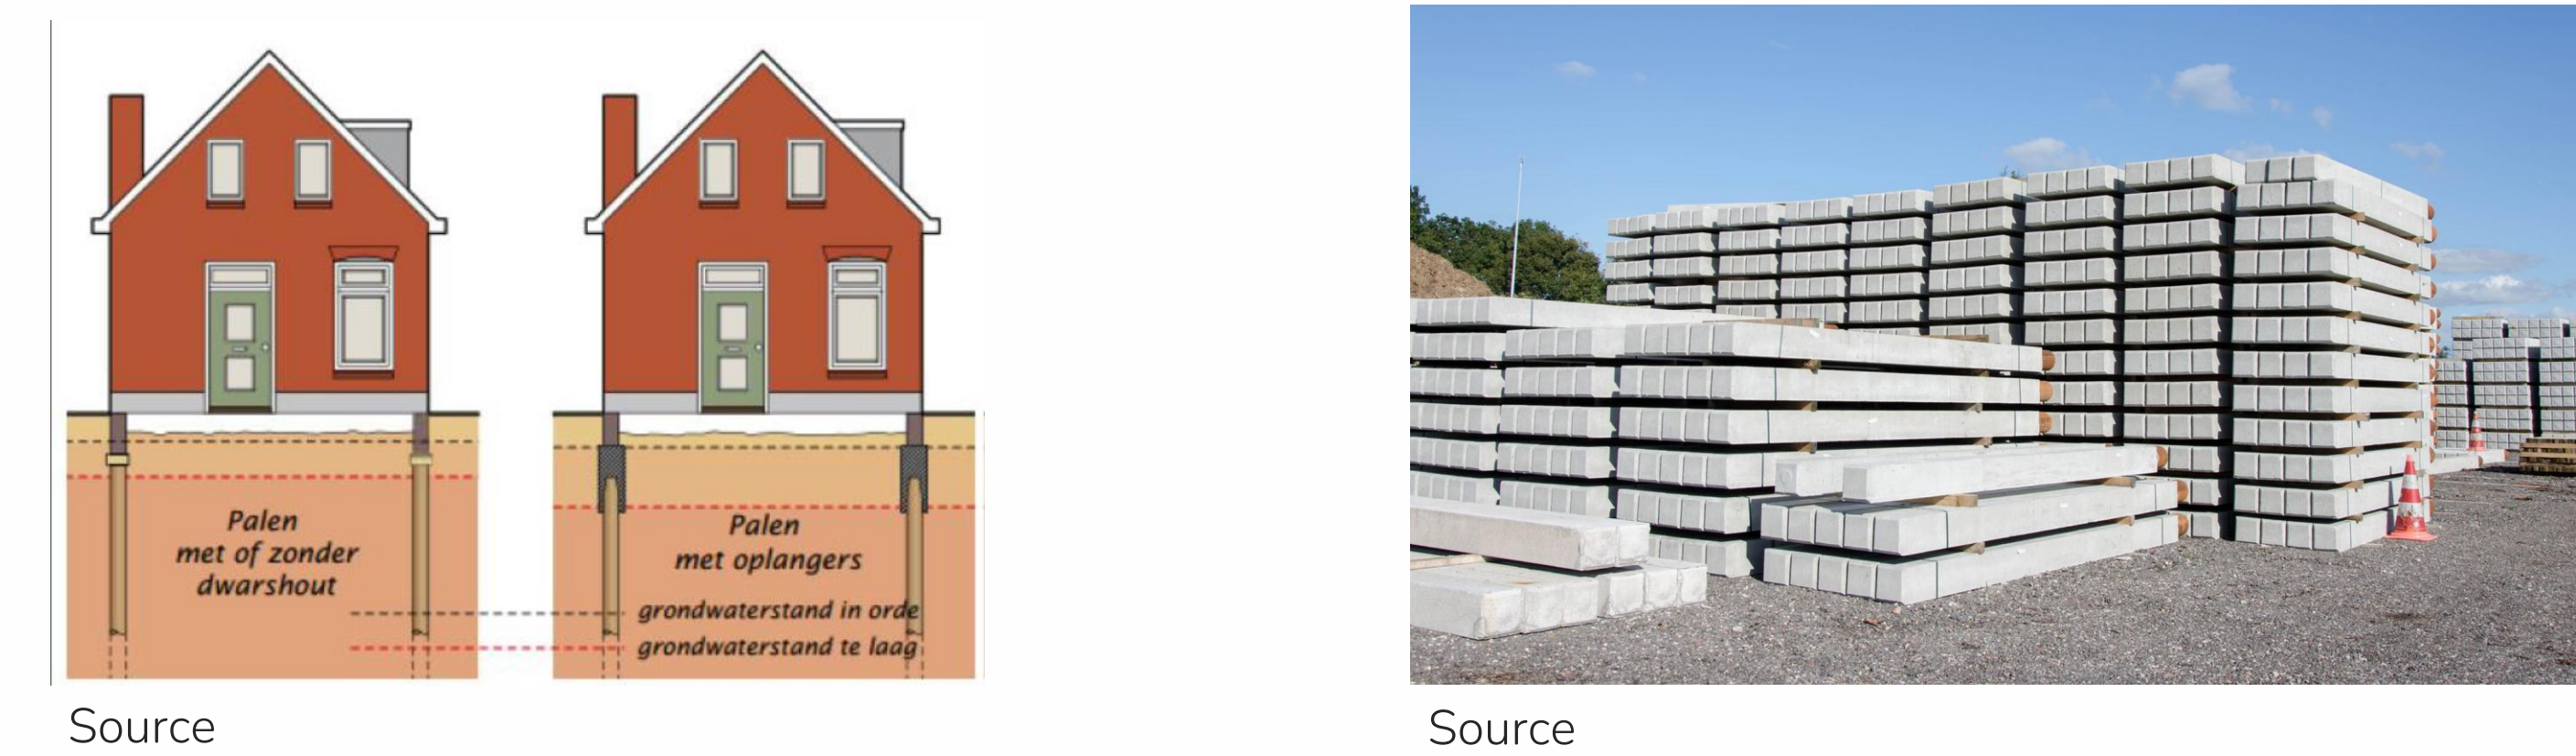 Palen
met of zonder
dwarshout
Palen
met oplangers
grondwaterstand in orde
grondwaterstand te laag
Source
Source